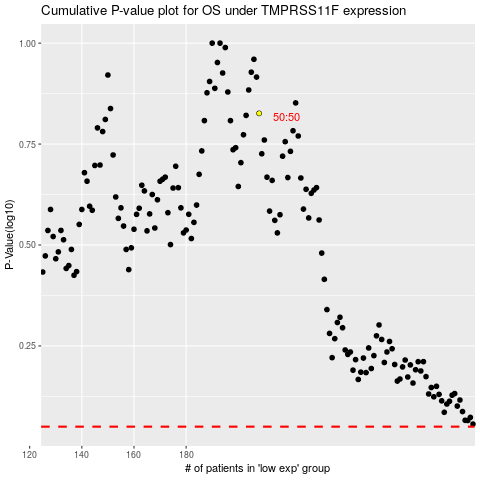 Cumulative P-value plot for OS under TMPRSS11F expression
1.00
0.75
0.50
0.25
P-Value(log10)
50:50
120 140 160 180
# of patients in 'low exp' group